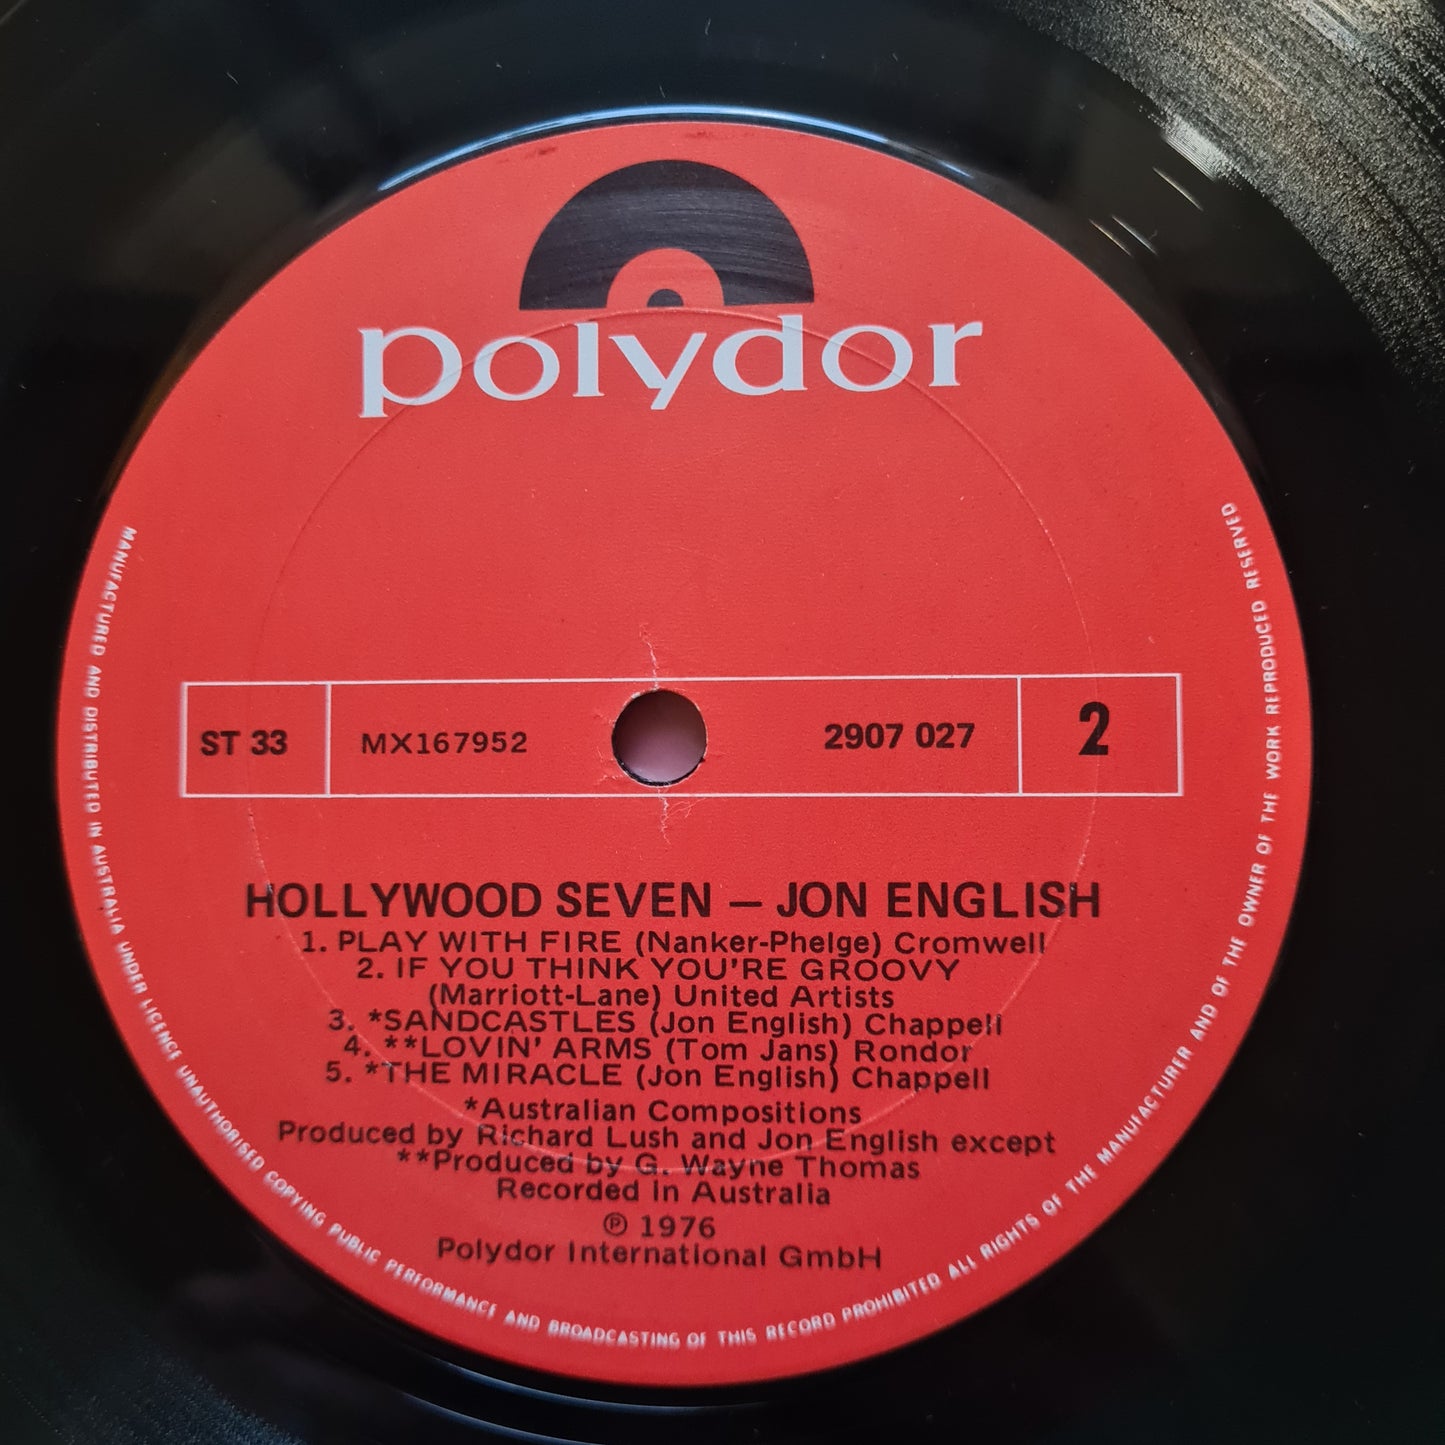 polydor
ST 33
MX167952
2907 027
2
HOLLYWOOD SEVEN – JON ENGLISH
1. PLAY WITH FIRE (Nanker-Phelge) Cromwell
2. IF YOU THINK YOU'RE GROOVY
(Marriott-Lane) United Artists
3. *SANDCASTLES (Jon English) Chappell
4. **LOVIN' ARMS (Tom Jans) Rondor
5. *THE MIRACLE (Jon English) Chappell
*Australian Compositions
Produced by Richard Lush and Jon English except
**Produced by G. Wayne Thomas
Recorded in Australia
℗ 1976
Polydor International GmbH
MANUFACTURED AND DISTRIBUTED IN AUSTRALIA UNDER LICENCE UNAUTHORISED COPYING PUBLIC PERFORMANCE AND BROADCASTING OF THIS RECORD PROHIBITED ALL RIGHTS OF THE MANUFACTURER AND OF THE OWNER OF THE WORK REPRODUCED RESERVED